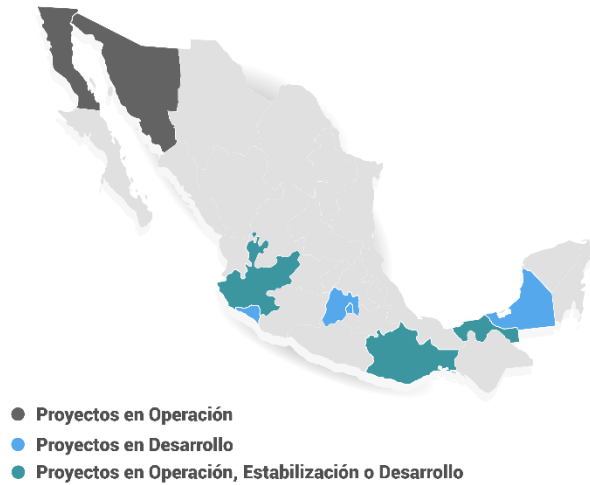 Proyectos en Operación
Proyectos en Desarrollo
Proyectos en Operación, Estabilización o Desarrollo